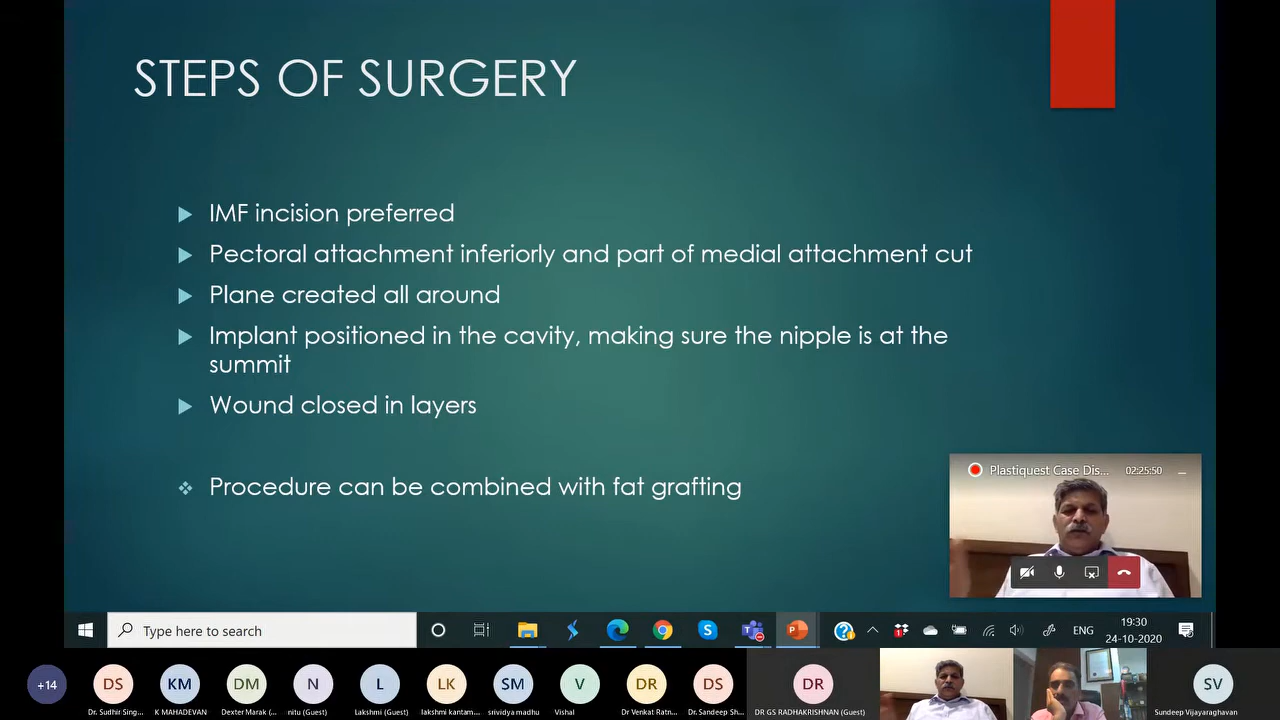 STEPS OF SURGERY
IMF incision preferred
Pectoral attachment inferiorly and part of medial attachment cut
Plane created all around
Implant positioned in the cavity, making sure the nipple is at the
summit
Wound closed in layers
Procedure can be combined with fat grafting
Plastiquest Case Dis... 02:25:50
Type here to search
ENG
19:30
24-10-2020
+14
DS
KM
DM
N
L
LK
SM
V
DR
DS
DR
SV
Dr. Sudhir Sing...
K MAHADEVAN
Dexter Marak (...
nitu (Guest)
Lakshmi (Guest)
lakshmi kantam...
srividya madhu
Vishal
Dr Venkat Ratn...
Dr. Sandeep Sh...
DR GS RADHAKRISHNAN (Guest)
Sundeep Vijayaraghavan